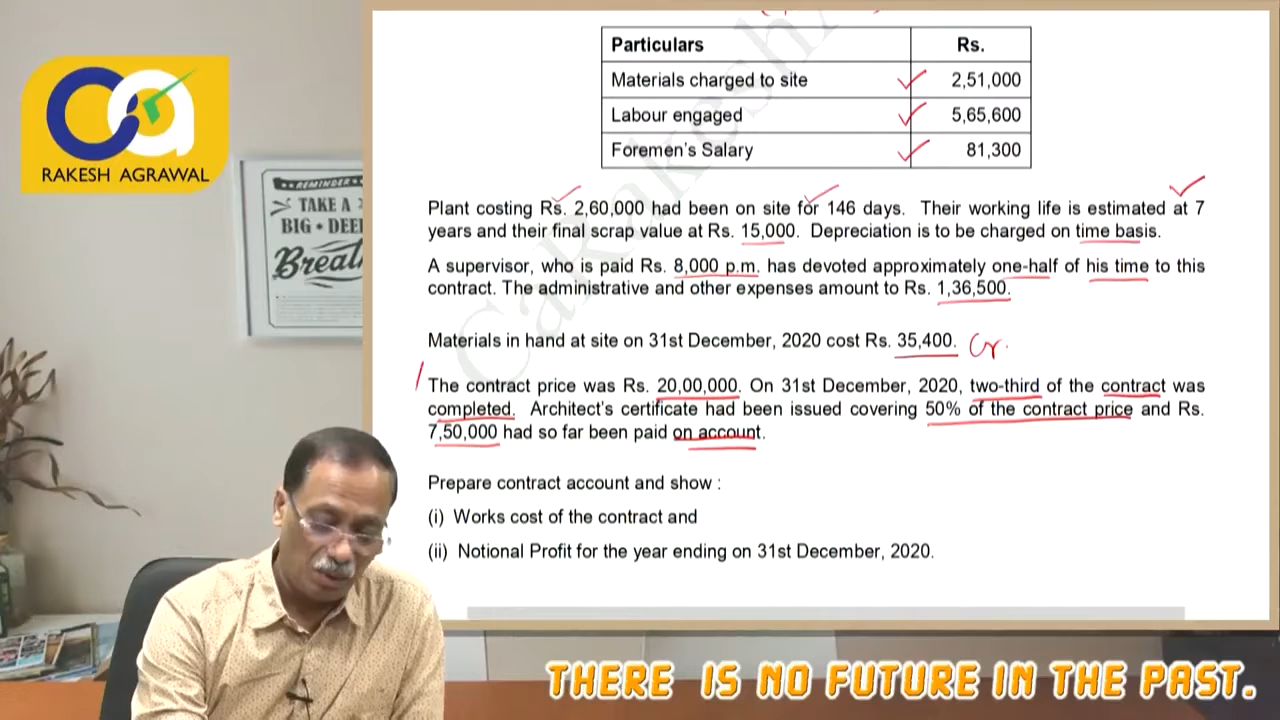 Particulars Rs.
Materials charged to site 2,51,000
Labour engaged 5,65,600
Foremen's Salary 81,300
Plant costing Rs. 2,60,000 had been on site for 146 days. Their working life is estimated at 7
years and their final scrap value at Rs. 15,000. Depreciation is to be charged on time basis.
A supervisor, who is paid Rs. 8,000 p.m. has devoted approximately one-half of his time to this
contract. The administrative and other expenses amount to Rs. 1,36,500.
Materials in hand at site on 31st December, 2020 cost Rs. 35,400. Cr.
The contract price was Rs. 20,00,000. On 31st December, 2020, two-third of the contract was
completed. Architect's certificate had been issued covering 50% of the contract price and Rs.
7,50,000 had so far been paid on account.
Prepare contract account and show :
(i) Works cost of the contract and
(ii) Notional Profit for the year ending on 31st December, 2020.
ca
RAKESH AGRAWAL
REMINDER
TAKE A
BIG • DEE
Breat
THERE IS NO FUTURE IN THE PAST.